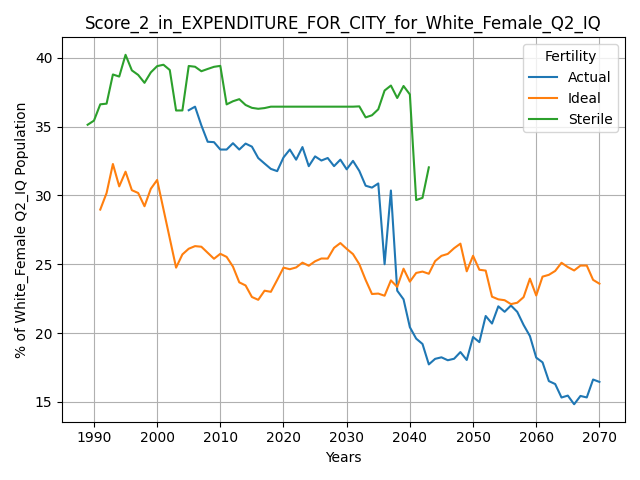 Score_2_in_EXPENDITURE_FOR_CITY_for_White_Female_Q2_IQ
Fertility
Actual
Ideal
Sterile
% of White_Female Q2_IQ Population
40
35
30
25
20
15
1990 2000 2010 2020 2030 2040 2050 2060 2070
Years